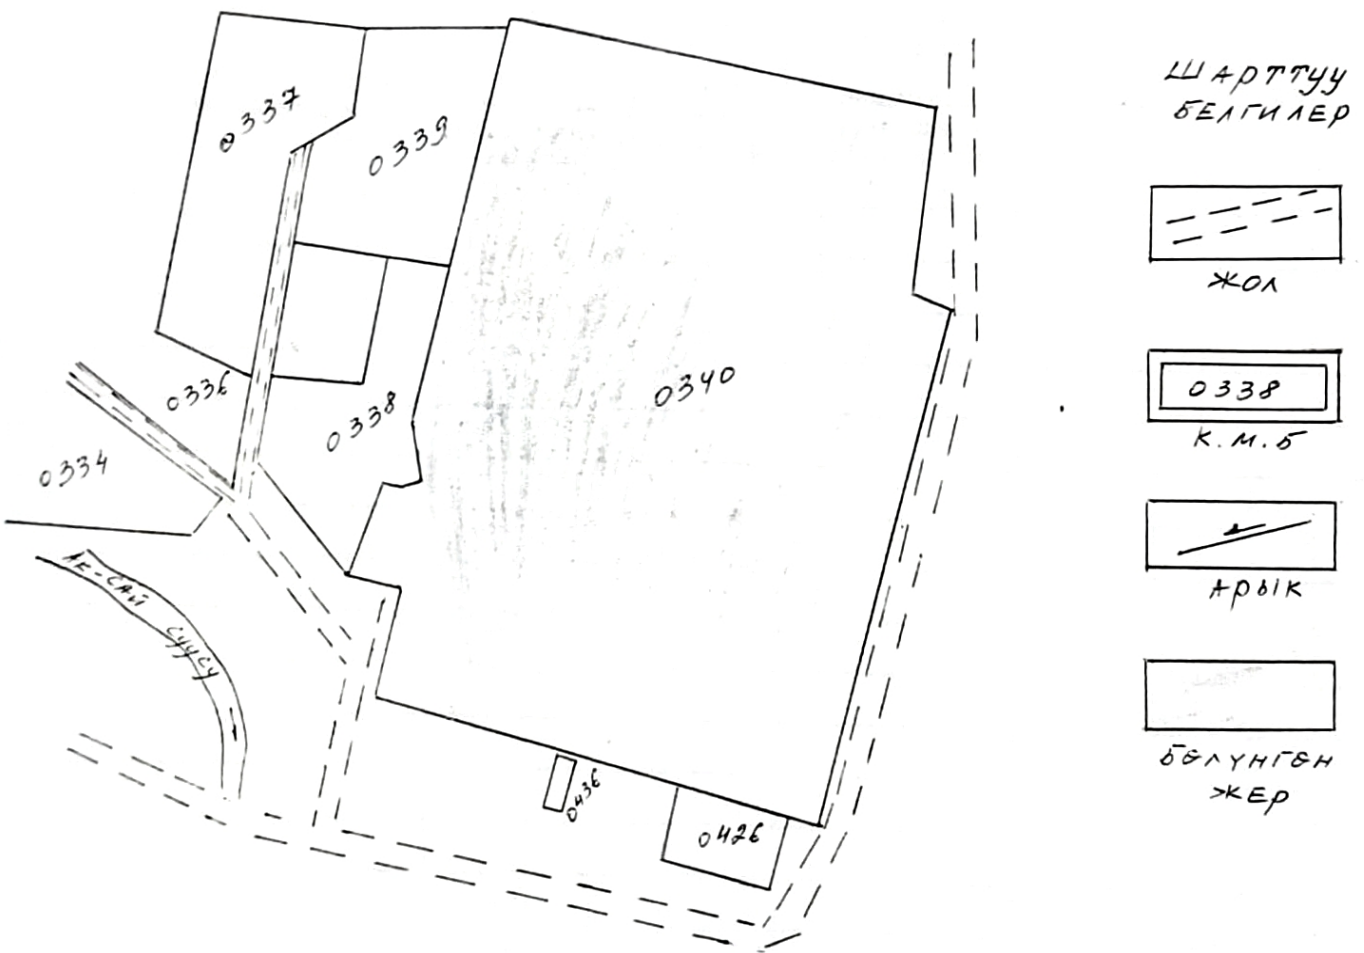 0337
0339
0340
0336
0338
0334
АК-САЙ СУУСУ
0436
0426
ШАРТТУУ
БЕЛГИЛЕР
ЖОЛ
0338
К.М.Б
АРЫК
БӨЛҮНГӨН
ЖЕР